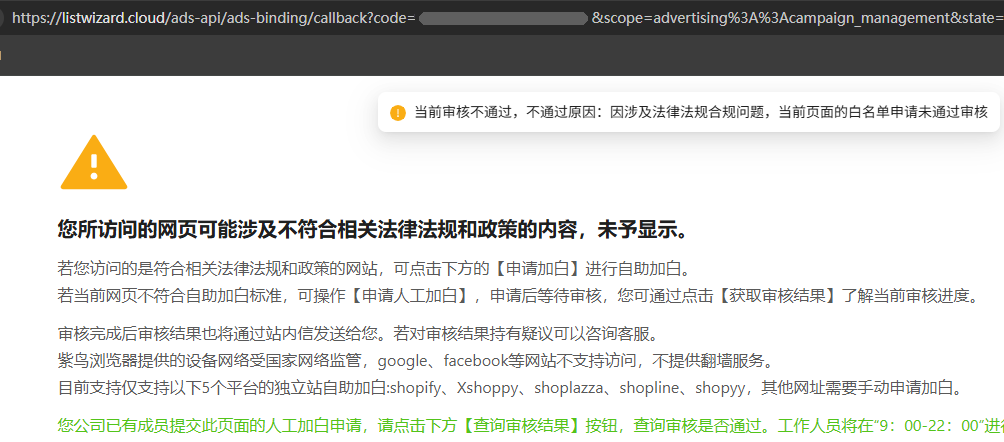 https://listwizard.cloud/ads-api/ads-binding/callback?code= &scope=advertising%3A%3Acampaign_management&state=
当前审核不通过，不通过原因：因涉及法律法规合规问题，当前页面的白名单申请未通过审核
您所访问的网页可能涉及不符合相关法律法规和政策的内容，未予显示。
若您访问的是符合相关法律法规和政策的网站，可点击下方的【申请加白】进行自助加白。
若当前网页不符合自助加白标准，可操作【申请人工加白】，申请后等待审核，您可通过点击【获取审核结果】了解当前审核进度。
审核完成后审核结果也将通过站内信发送给您。若对审核结果持有疑议可以咨询客服。
紫鸟浏览器提供的设备网络受国家网络监管，google、facebook等网站不支持访问，不提供翻墙服务。
目前支持仅支持以下5个平台的独立站自助加白:shopify、Xshoppy、shoplazza、shopline、shopyy，其他网址需要手动申请加白。
您公司已有成员提交此页面的人工加白申请，请点击下方【查询审核结果】按钮，查询审核是否通过。工作人员将在“9：00-22：00”进